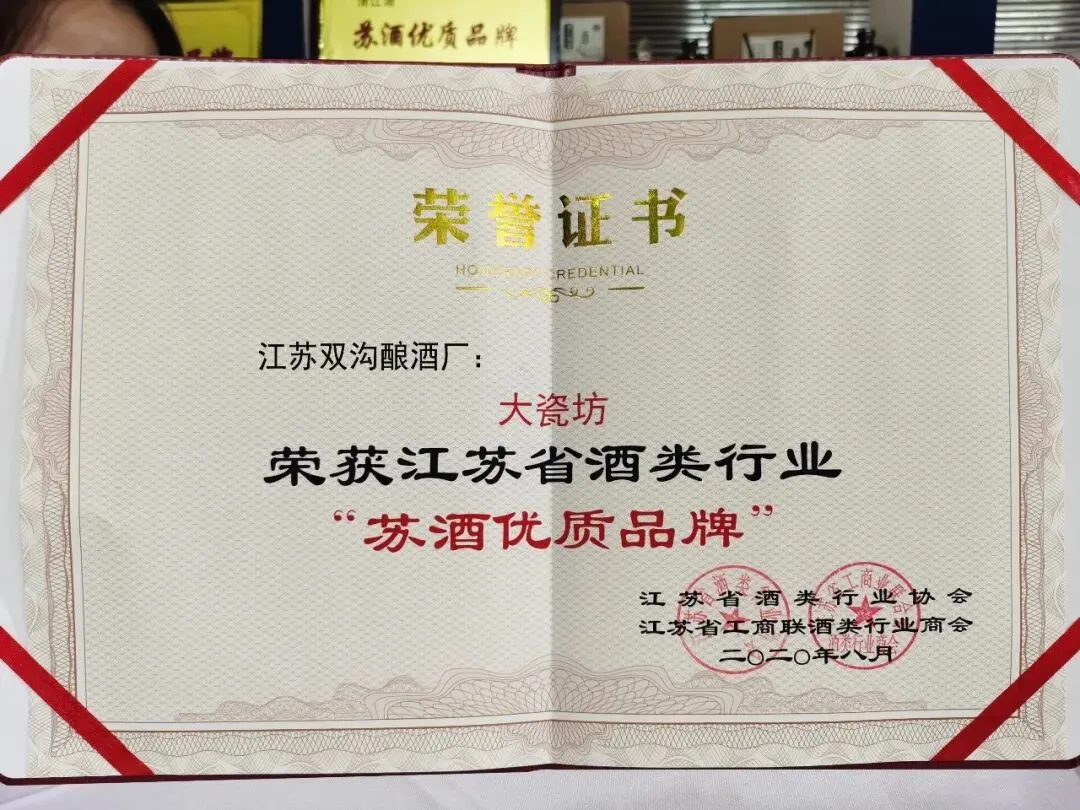 苏酒优质品牌
荣誉证书
CREDENTIAL
江苏双沟酿酒厂：
大瓷坊
荣获江苏省酒类行业
“苏酒优质品牌”
江苏省酒类行业协会
江苏省工商联酒类行业商会
二〇二〇年八月